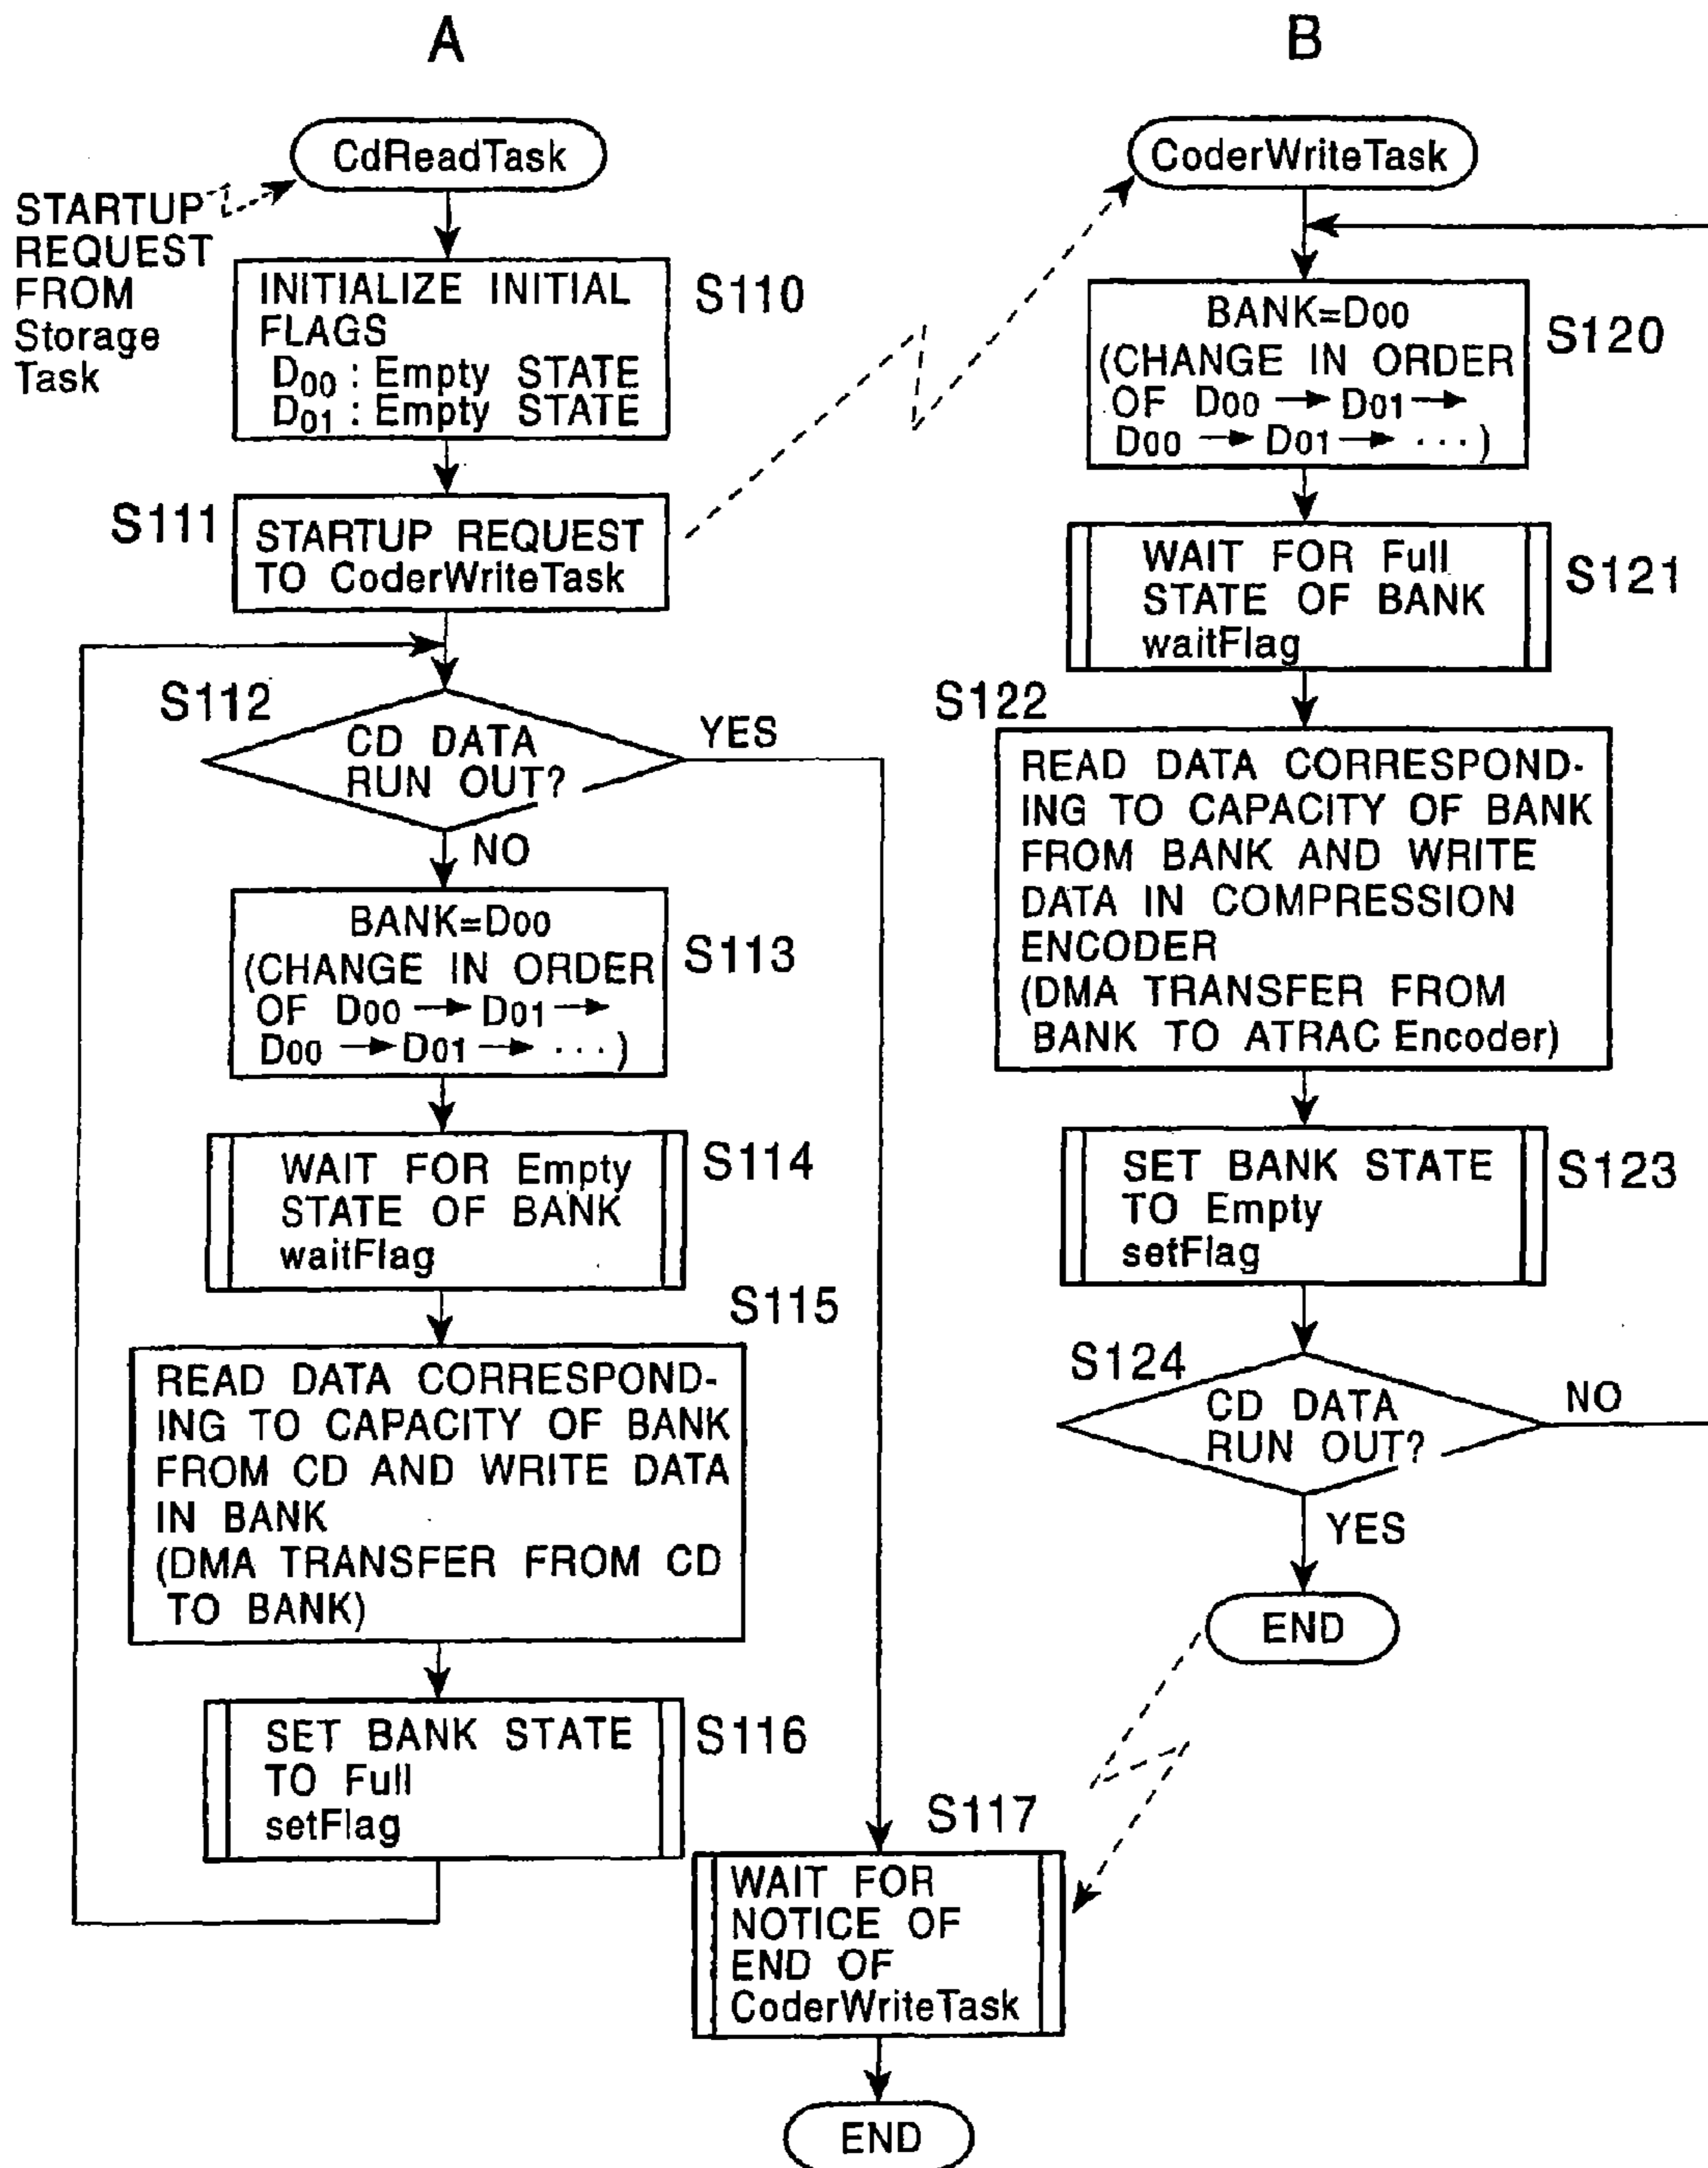 A
CdReadTask
STARTUP
REQUEST
FROM
Storage
Task
INITIALIZE INITIAL
FLAGS
D00 : Empty STATE
D01 : Empty STATE
S110
S111
STARTUP REQUEST
TO CoderWriteTask
S112
CD DATA
RUN OUT?
YES
NO
BANK=D00
(CHANGE IN ORDER
OF D00 → D01 →
D00 → D01 → ···)
S113
WAIT FOR Empty
STATE OF BANK
waitFlag
S114
S115
READ DATA CORRESPOND-
ING TO CAPACITY OF BANK
FROM CD AND WRITE DATA
IN BANK
(DMA TRANSFER FROM CD
TO BANK)
SET BANK STATE
TO Full
setFlag
S116
S117
WAIT FOR
NOTICE OF
END OF
CoderWriteTask
END
B
CoderWriteTask
BANK=D00
(CHANGE IN ORDER
OF D00 → D01 →
D00 → D01 → ···)
S120
WAIT FOR Full
STATE OF BANK
waitFlag
S121
S122
READ DATA CORRESPOND-
ING TO CAPACITY OF BANK
FROM BANK AND WRITE
DATA IN COMPRESSION
ENCODER
(DMA TRANSFER FROM
BANK TO ATRAC Encoder)
SET BANK STATE
TO Empty
setFlag
S123
S124
CD DATA
RUN OUT?
NO
YES
END